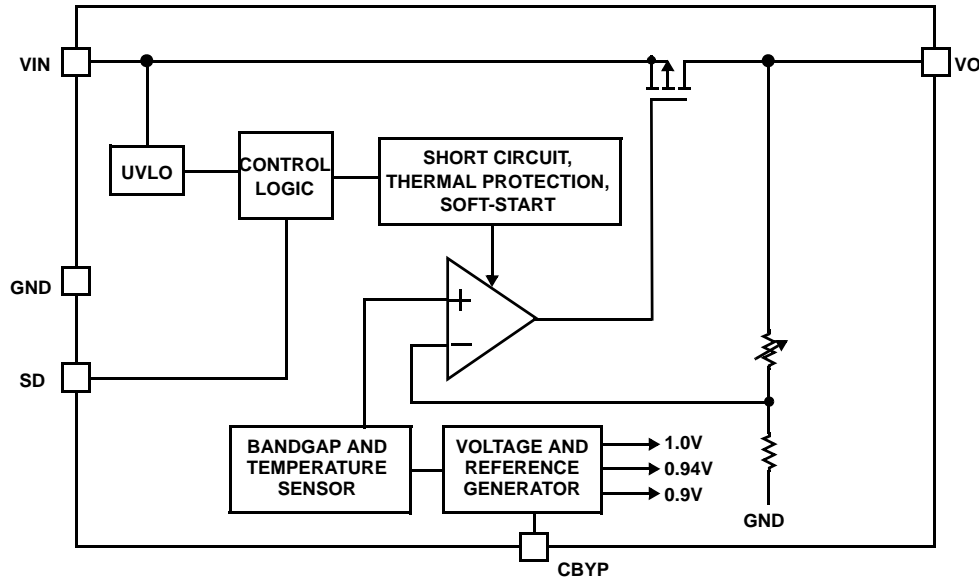 VIN
VO
UVLO
CONTROL
LOGIC
SHORT CIRCUIT,
THERMAL PROTECTION,
SOFT-START
GND
+
−
SD
BANDGAP AND
TEMPERATURE
SENSOR
VOLTAGE AND
REFERENCE
GENERATOR
1.0V
0.94V
0.9V
GND
CBYP